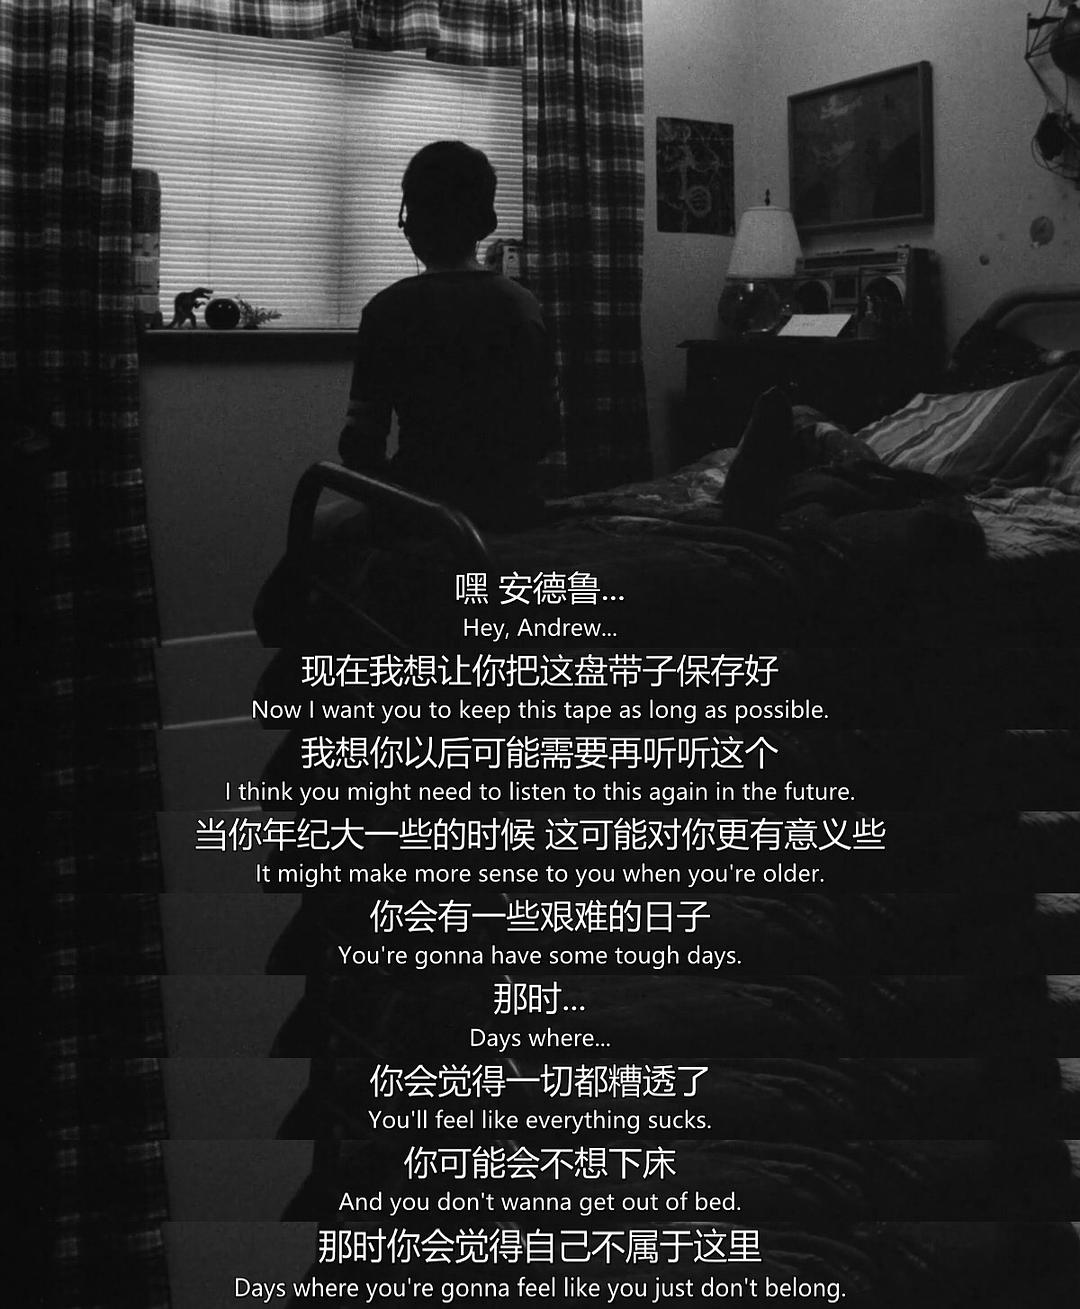 嘿 安德鲁...
Hey, Andrew...
现在我想让你把这盘带子保存好
Now I want you to keep this tape as long as possible.
我想你以后可能需要再听听这个
I think you might need to listen to this again in the future.
当你年纪大一些的时候 这可能对你更有意义些
It might make more sense to you when you're older.
你会有一些艰难的日子
You're gonna have some tough days.
那时...
Days where...
你会觉得一切都糟透了
You'll feel like everything sucks.
你可能会不想下床
And you don't wanna get out of bed.
那时你会觉得自己不属于这里
Days where you're gonna feel like you just don't belong.